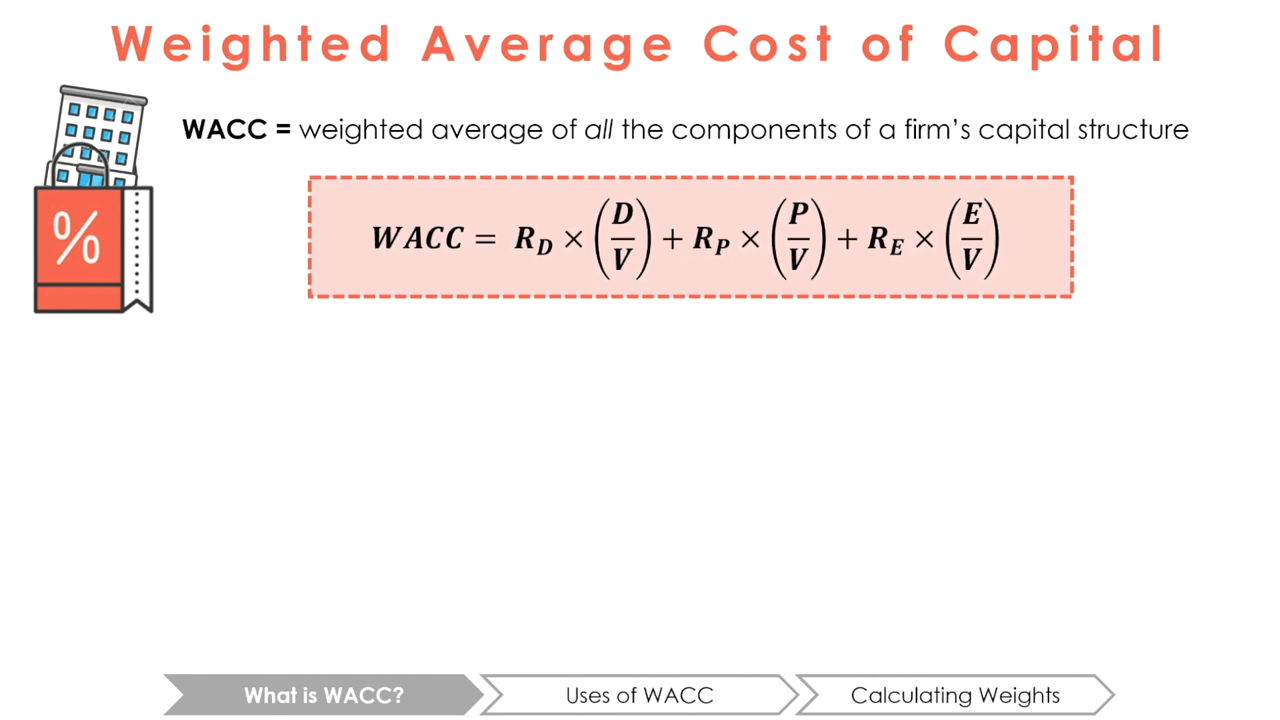 Weighted Average Cost of Capital
WACC = weighted average of all the components of a firm's capital structure
%
WACC = R_D × (D/V) + R_P × (P/V) + R_E × (E/V)
What is WACC?
Uses of WACC
Calculating Weights